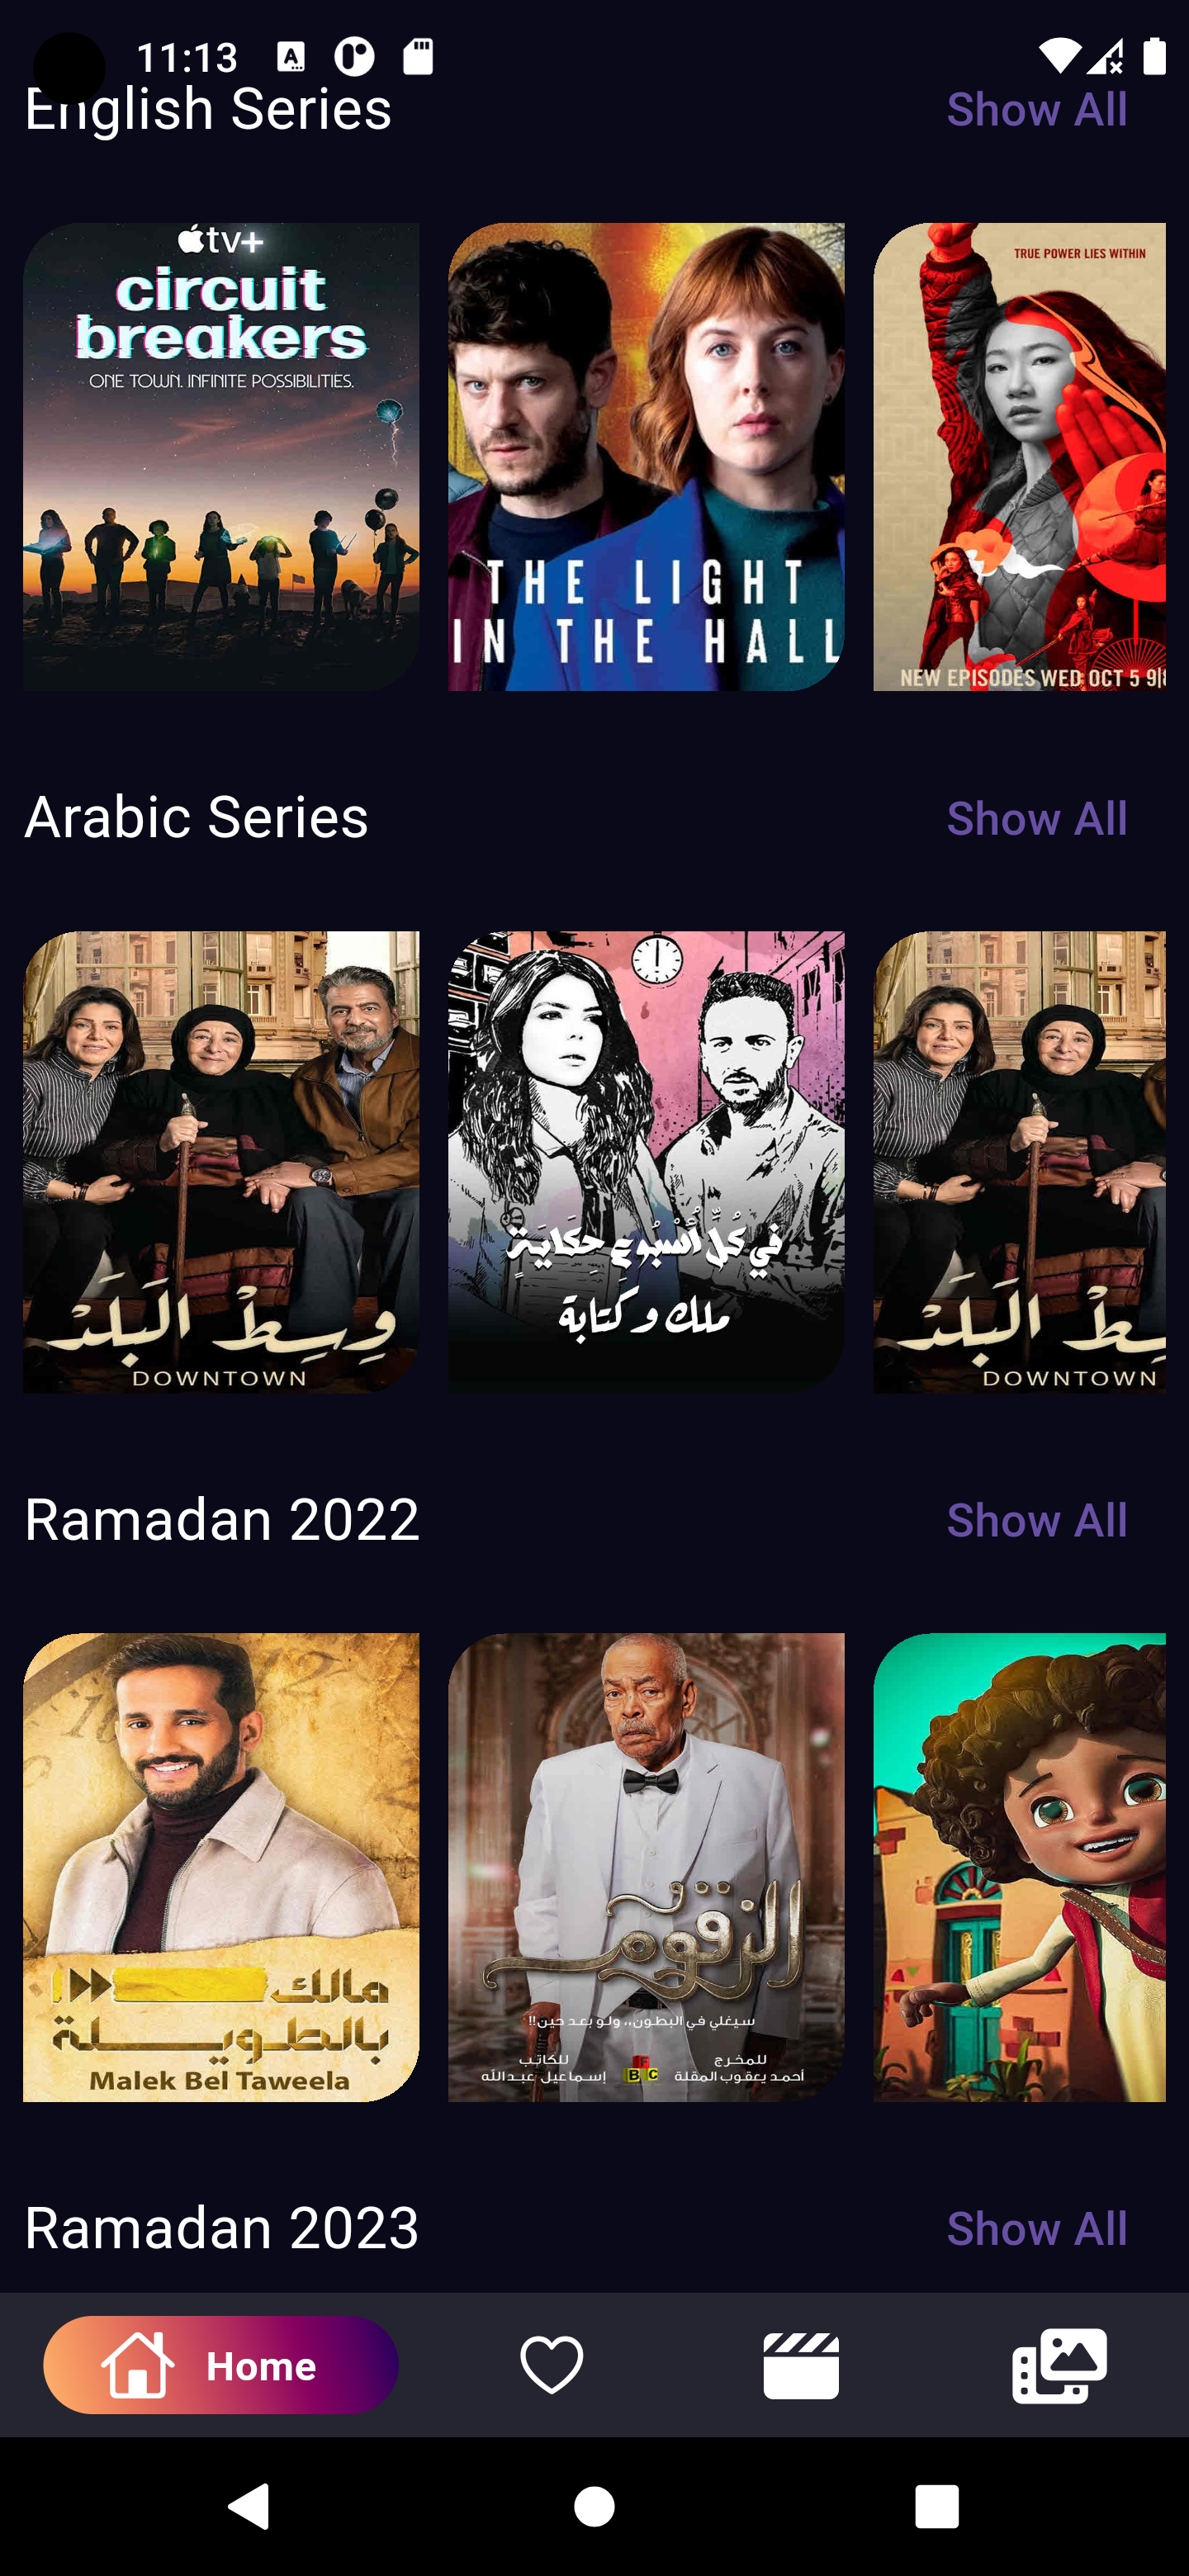 11:13
English Series Show All
tv+
circuit
breakers
ONE TOWN. INFINITE POSSIBILITIES.
THE LIGHT
IN THE HALL
TRUE POWER LIES WITHIN
NEW EPISODES WED OCT 5 9|8
Arabic Series Show All
وسط البلد
DOWNTOWN
في كل أسبوع حكاية
ملك وكتابة
وسط البلد
DOWNTOWN
Ramadan 2022 Show All
مالك
بالطويلة
Malek Bel Taweela
الزقوم
سيغلي في البطون،، ولو بعد حين!!
للمخرج
أحمد يعقوب المقلة
للكاتب
إسماعيل عبدالله
FBC
Ramadan 2023 Show All
Home